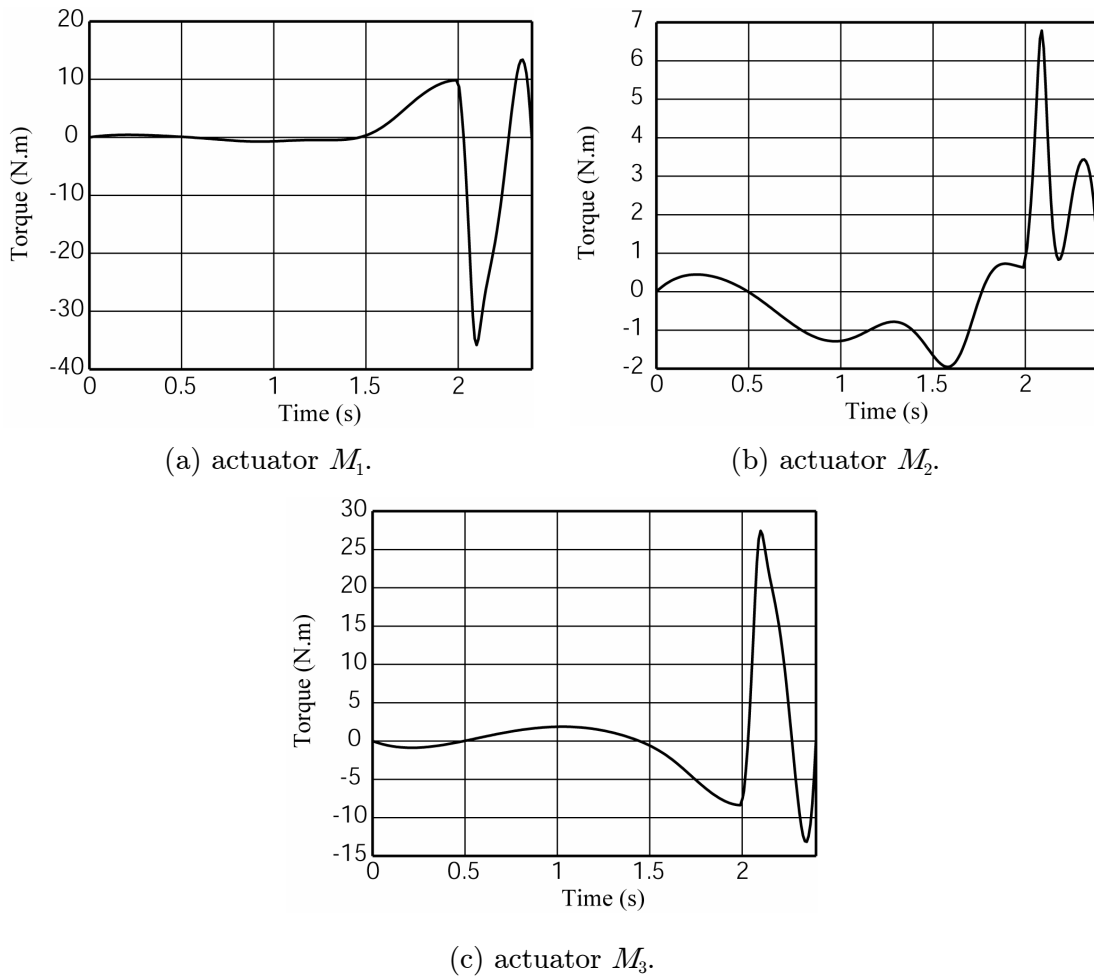 20
10
0
-10
-20
-30
-40
Torque (N.m)
0 0.5 1 1.5 2
Time (s)
(a) actuator M₁.
7
6
5
4
3
2
1
0
-1
-2
Torque (N.m)
0 0.5 1 1.5 2
Time (s)
(b) actuator M₂.
30
25
20
15
10
5
0
-5
-10
-15
Torque (N.m)
0 0.5 1 1.5 2
Time (s)
(c) actuator M₃.